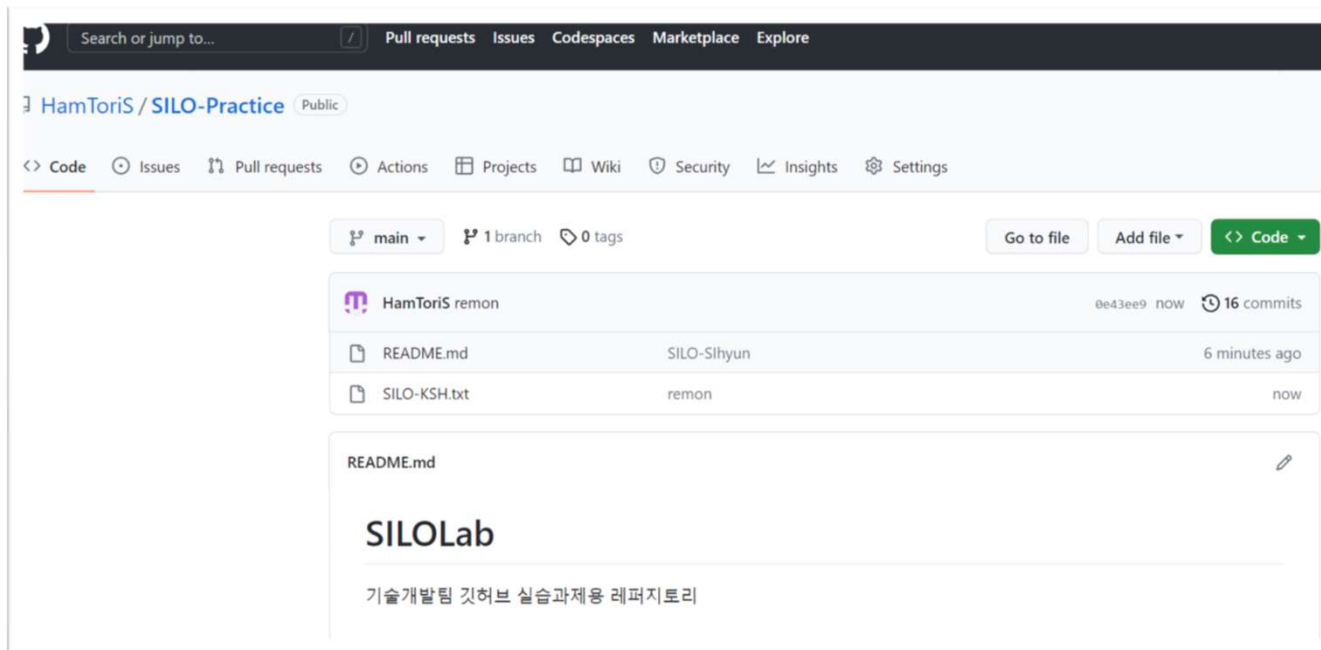 Search or jump to... / Pull requests Issues Codespaces Marketplace Explore
HamToriS / SILO-Practice Public
<> Code Issues Pull requests Actions Projects Wiki Security Insights Settings
main 1 branch 0 tags Go to file Add file <> Code
HamToriS remon 0e43ee9 now 16 commits
README.md SILO-SIhyun 6 minutes ago
SILO-KSH.txt remon now
README.md
SILOLab
기술개발팀 깃허브 실습과제용 레퍼지토리